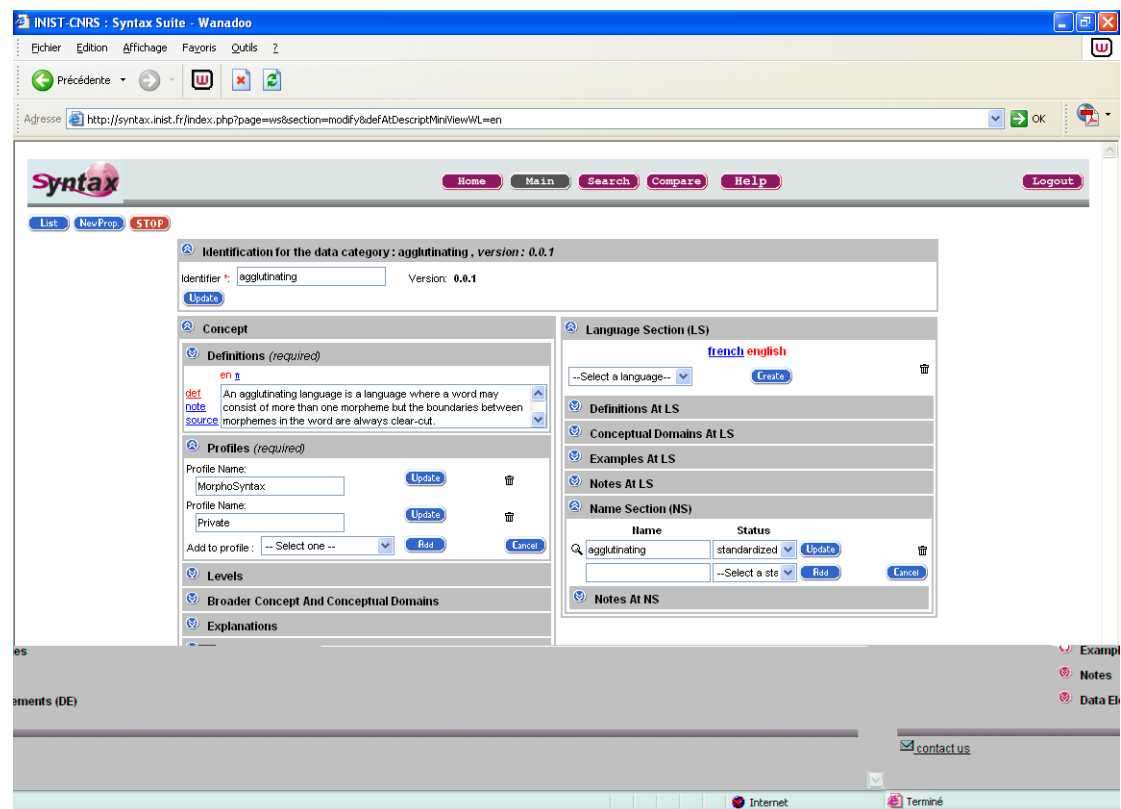 INIST-CNRS : Syntax Suite - Wanadoo
Fichier Edition Affichage Favoris Outils ?
Précédente
Adresse http://syntax.inist.fr/index.php?page=ws&section=modify&defAtDescriptMiniViewWL=en OK
Syntax Home Main Search Compare Help Logout
List NewProp. STOP
Identification for the data category : agglutinating , version : 0.0.1
Identifier *: agglutinating Version: 0.0.1
Update
Concept
Definitions (required)
en fr
def An agglutinating language is a language where a word may
note consist of more than one morpheme but the boundaries between
source morphemes in the word are always clear-cut.
Profiles (required)
Profile Name:
MorphoSyntax Update
Profile Name:
Private Update
Add to profile : -- Select one -- Add Cancel
Levels
Broader Concept And Conceptual Domains
Explanations
Language Section (LS)
french english
--Select a language-- Create
Definitions At LS
Conceptual Domains At LS
Examples At LS
Notes At LS
Name Section (NS)
Name Status
agglutinating standardized Update
--Select a sta Add Cancel
Notes At NS
es Exampl
Notes
ements (DE) Data Ele
contact us
Internet Terminé